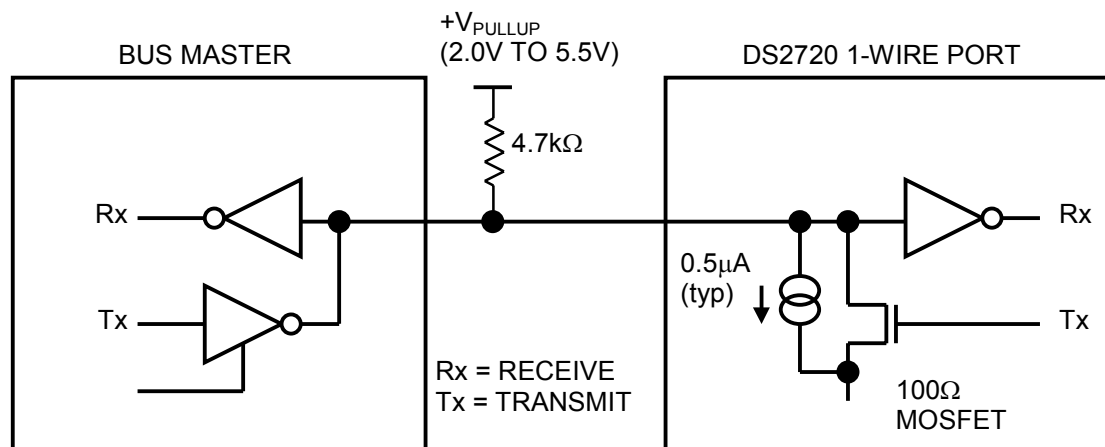 +VPULLUP
(2.0V TO 5.5V)
BUS MASTER
DS2720 1-WIRE PORT
4.7kΩ
Rx
Rx
0.5μA
(typ)
Tx
Tx
Rx = RECEIVE
Tx = TRANSMIT
100Ω
MOSFET